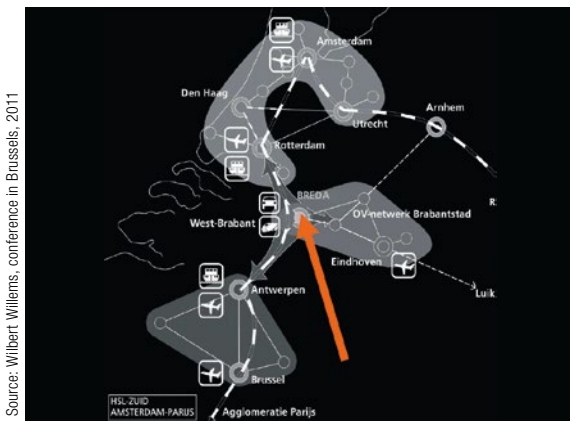 Source: Wilbert Willems, conference in Brussels, 2011
Amsterdam
Den Haag
Utrecht
Arnhem
Rotterdam
BREDA
R
West-Brabant
OV-netwerk Brabantstad
Eindhoven
Luik
Antwerpen
Brussel
HSL-ZUID
AMSTERDAM-PARIJS
Agglomeratie Parijs